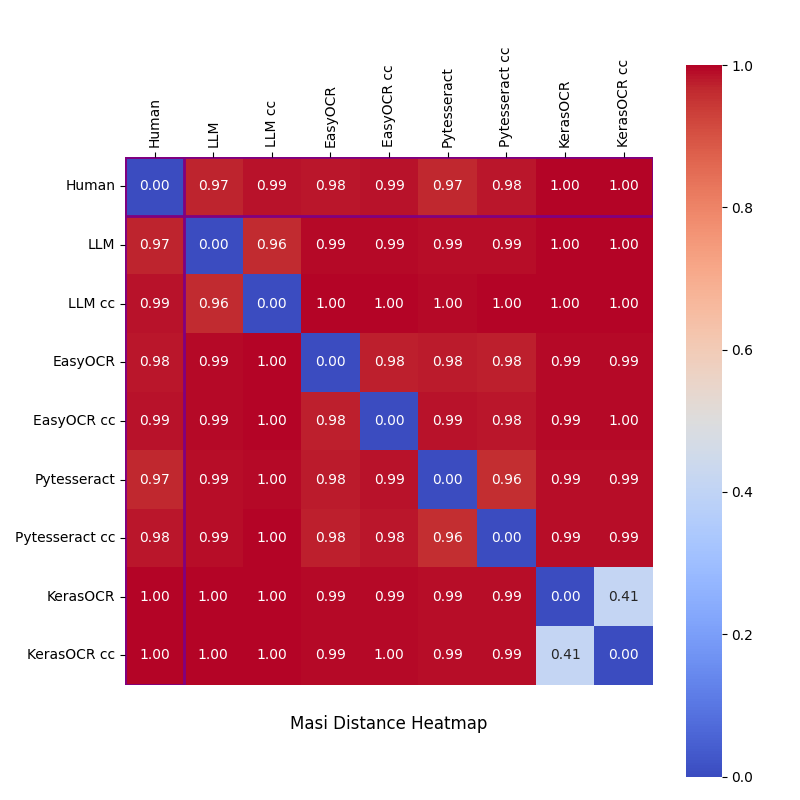 Human LLM LLM cc EasyOCR EasyOCR cc Pytesseract Pytesseract cc KerasOCR KerasOCR cc
Human 0.00 0.97 0.99 0.98 0.99 0.97 0.98 1.00 1.00
LLM 0.97 0.00 0.96 0.99 0.99 0.99 0.99 1.00 1.00
LLM cc 0.99 0.96 0.00 1.00 1.00 1.00 1.00 1.00 1.00
EasyOCR 0.98 0.99 1.00 0.00 0.98 0.98 0.98 0.99 0.99
EasyOCR cc 0.99 0.99 1.00 0.98 0.00 0.99 0.98 0.99 1.00
Pytesseract 0.97 0.99 1.00 0.98 0.99 0.00 0.96 0.99 0.99
Pytesseract cc 0.98 0.99 1.00 0.98 0.98 0.96 0.00 0.99 0.99
KerasOCR 1.00 1.00 1.00 0.99 0.99 0.99 0.99 0.00 0.41
KerasOCR cc 1.00 1.00 1.00 0.99 1.00 0.99 0.99 0.41 0.00
Masi Distance Heatmap
1.0
0.8
0.6
0.4
0.2
0.0